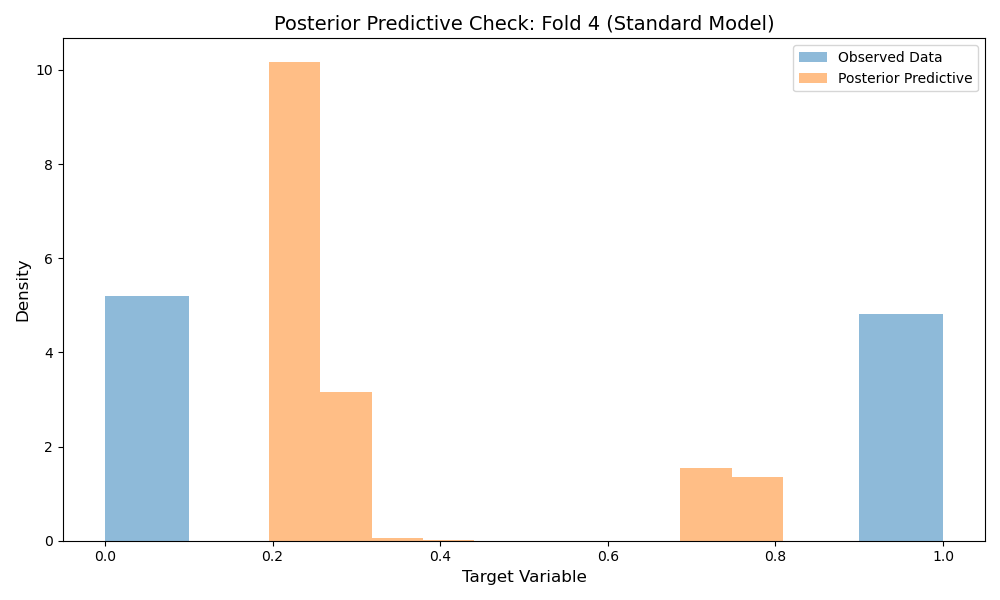 Posterior Predictive Check: Fold 4 (Standard Model)
Observed Data
Posterior Predictive
Density
10
8
6
4
2
0
0.0 0.2 0.4 0.6 0.8 1.0
Target Variable